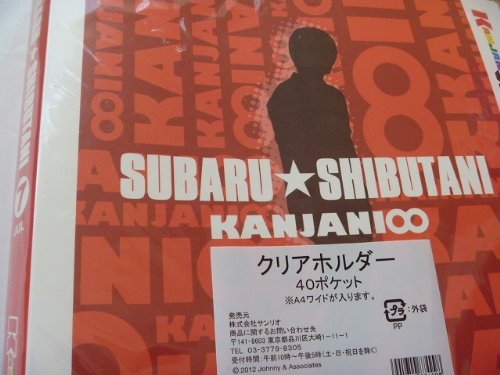 SUBARU★SHIBUTANI
KANJANI∞
クリアホルダー
40ポケット
※A4ワイドが入ります。
発売元
株式会社サンリオ
商品に関するお問い合わせ先
〒141-8603 東京都品川区大崎1-11-1
TEL 03-3779-8305
受付時間:午前10時〜午後5時(土・日・祝日を除く)
©2012 Johnny & Associates
プラ
:外袋
PP
7
JUL